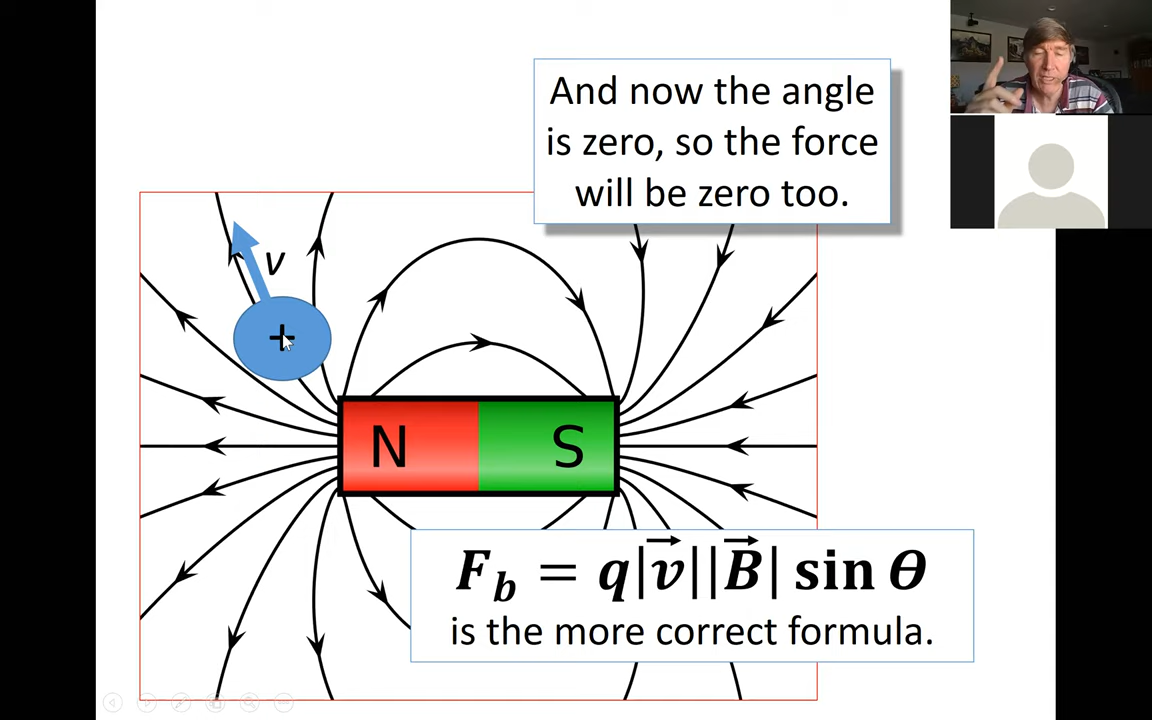 And now the angle
is zero, so the force
will be zero too.
v
+
N S
F_b = q|v⃗||B⃗| sin θ
is the more correct formula.